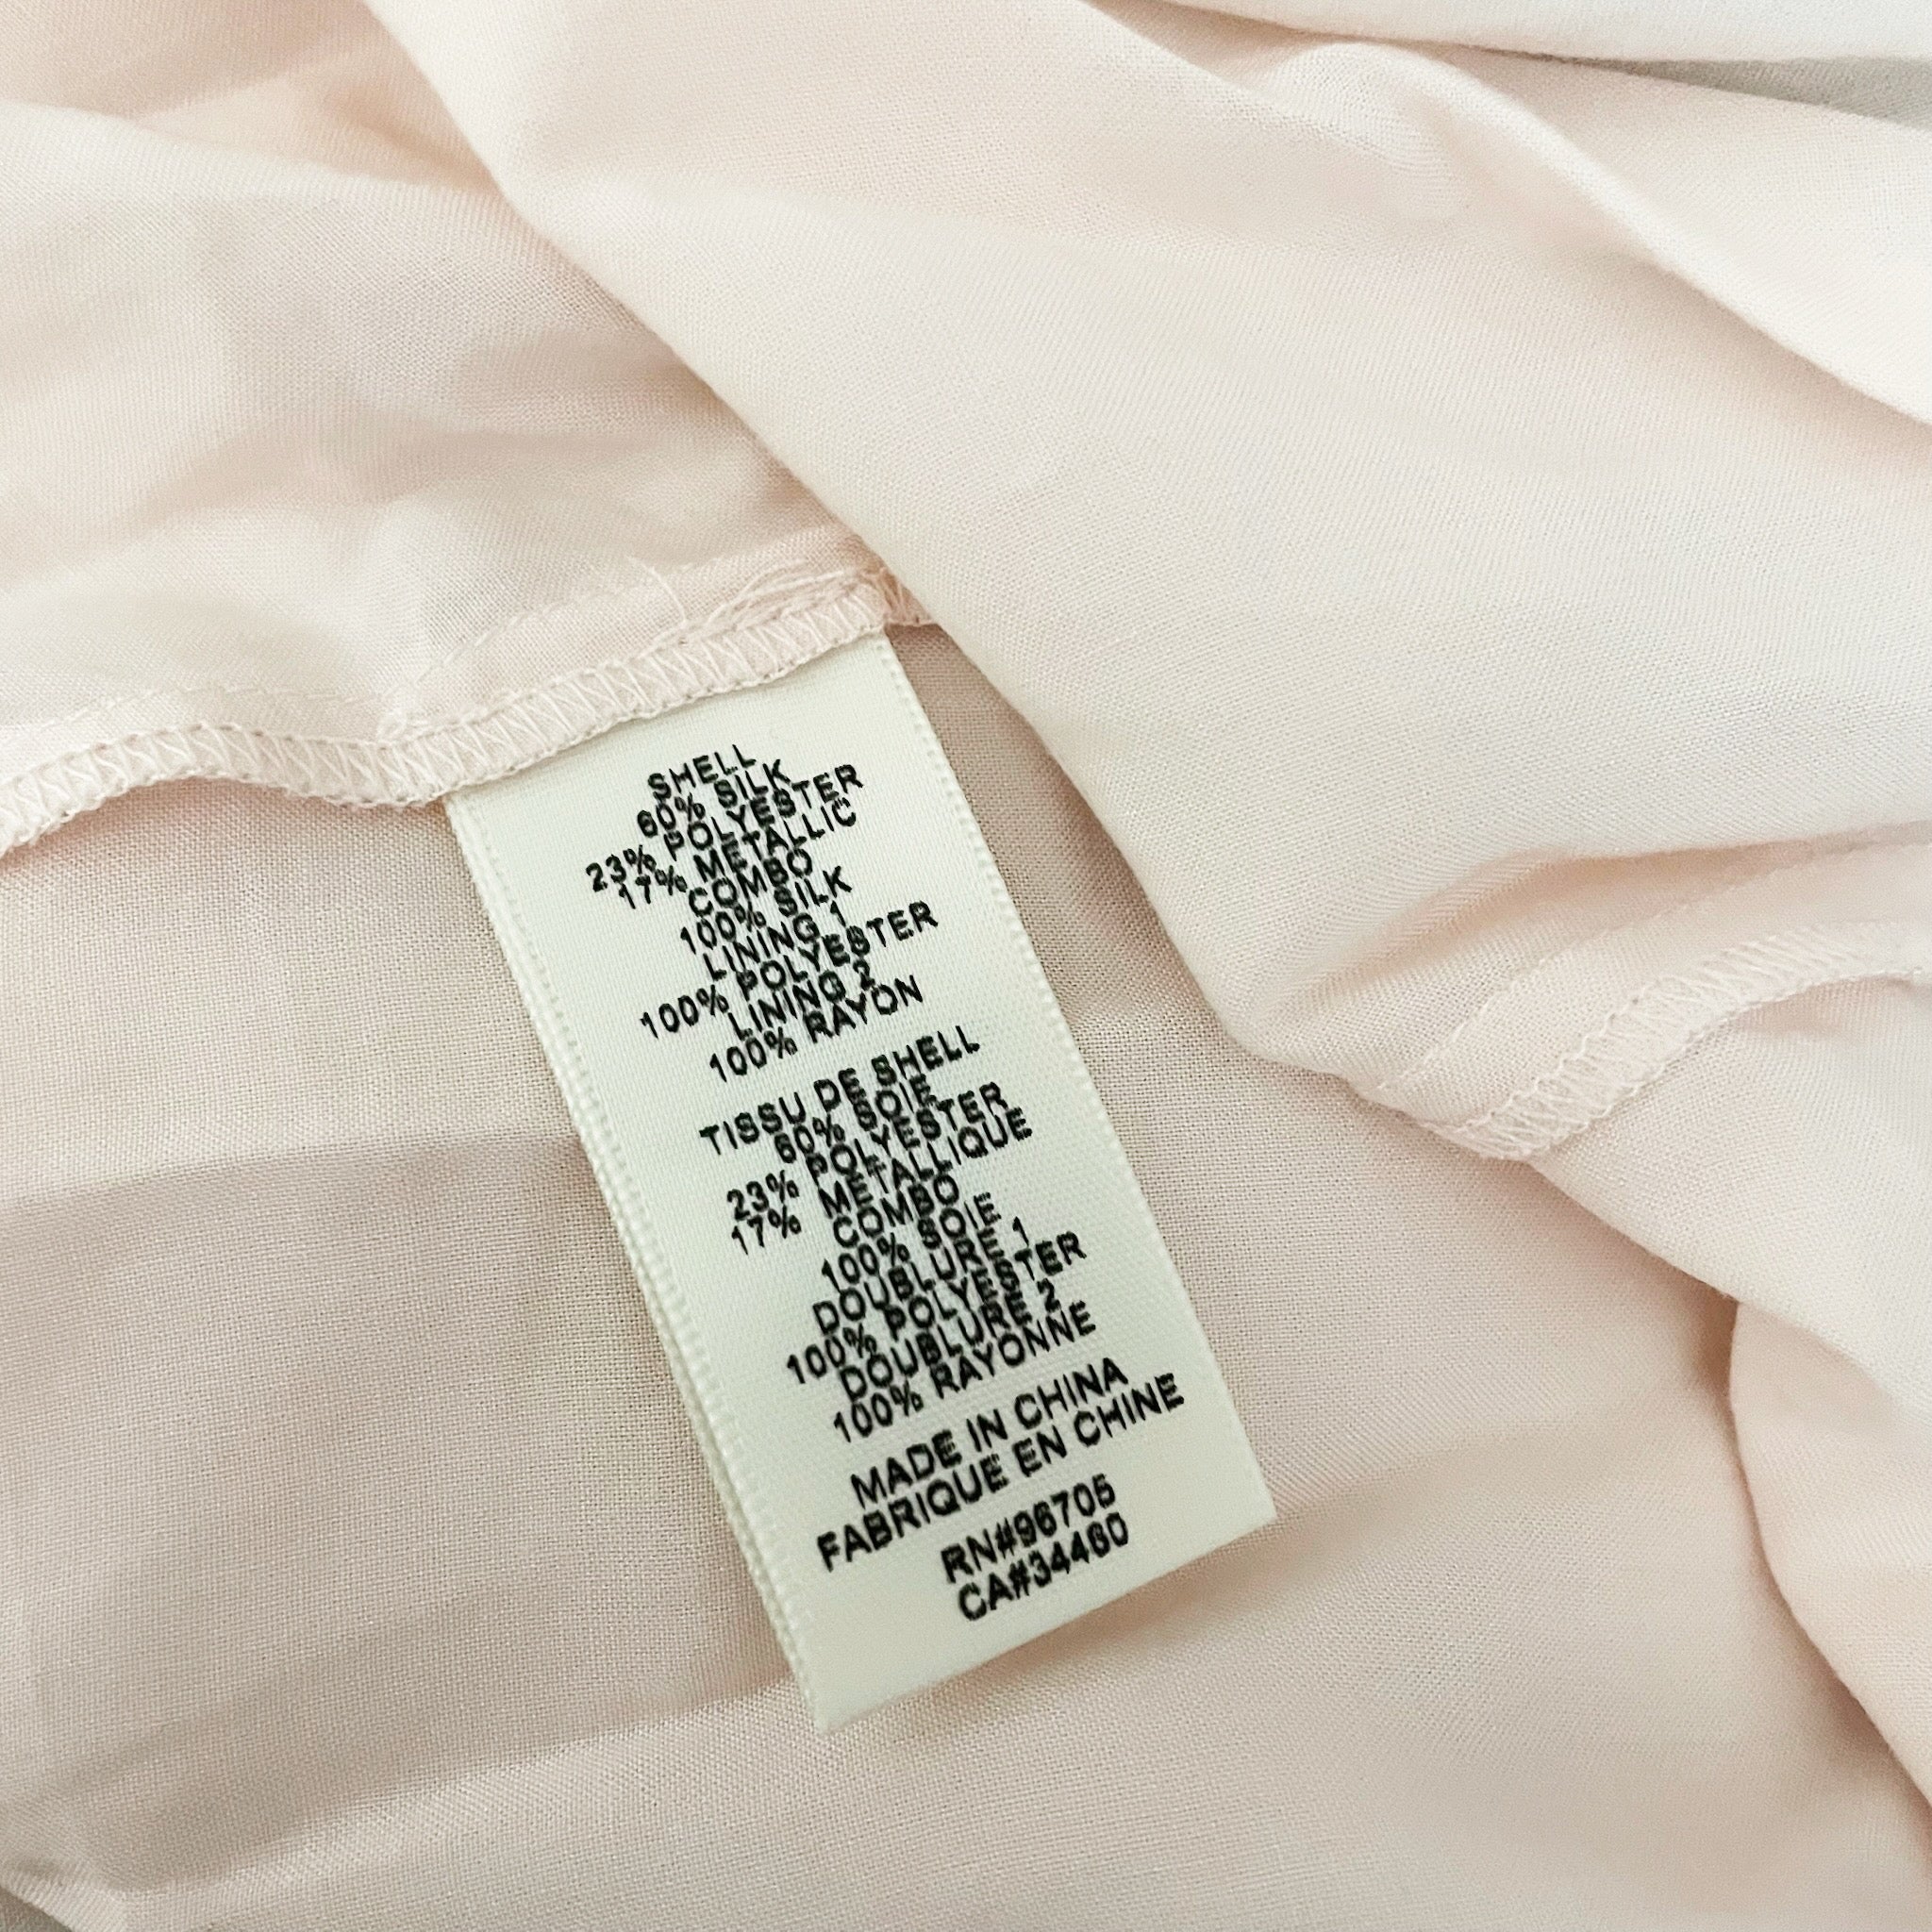 SHELL
60% SILK
23% POLYESTER
17% METALLIC
COMBO
100% SILK
LINING 1
100% POLYESTER
LINING 2
100% RAYON
TISSU DE SHELL
60% SOIE
23% POLYESTER
17% METALLIQUE
COMBO
100% SOIE
DOUBLURE 1
100% POLYESTER
DOUBLURE 2
100% RAYONNE
MADE IN CHINA
FABRIQUE EN CHINE
RN#96705
CA#34460